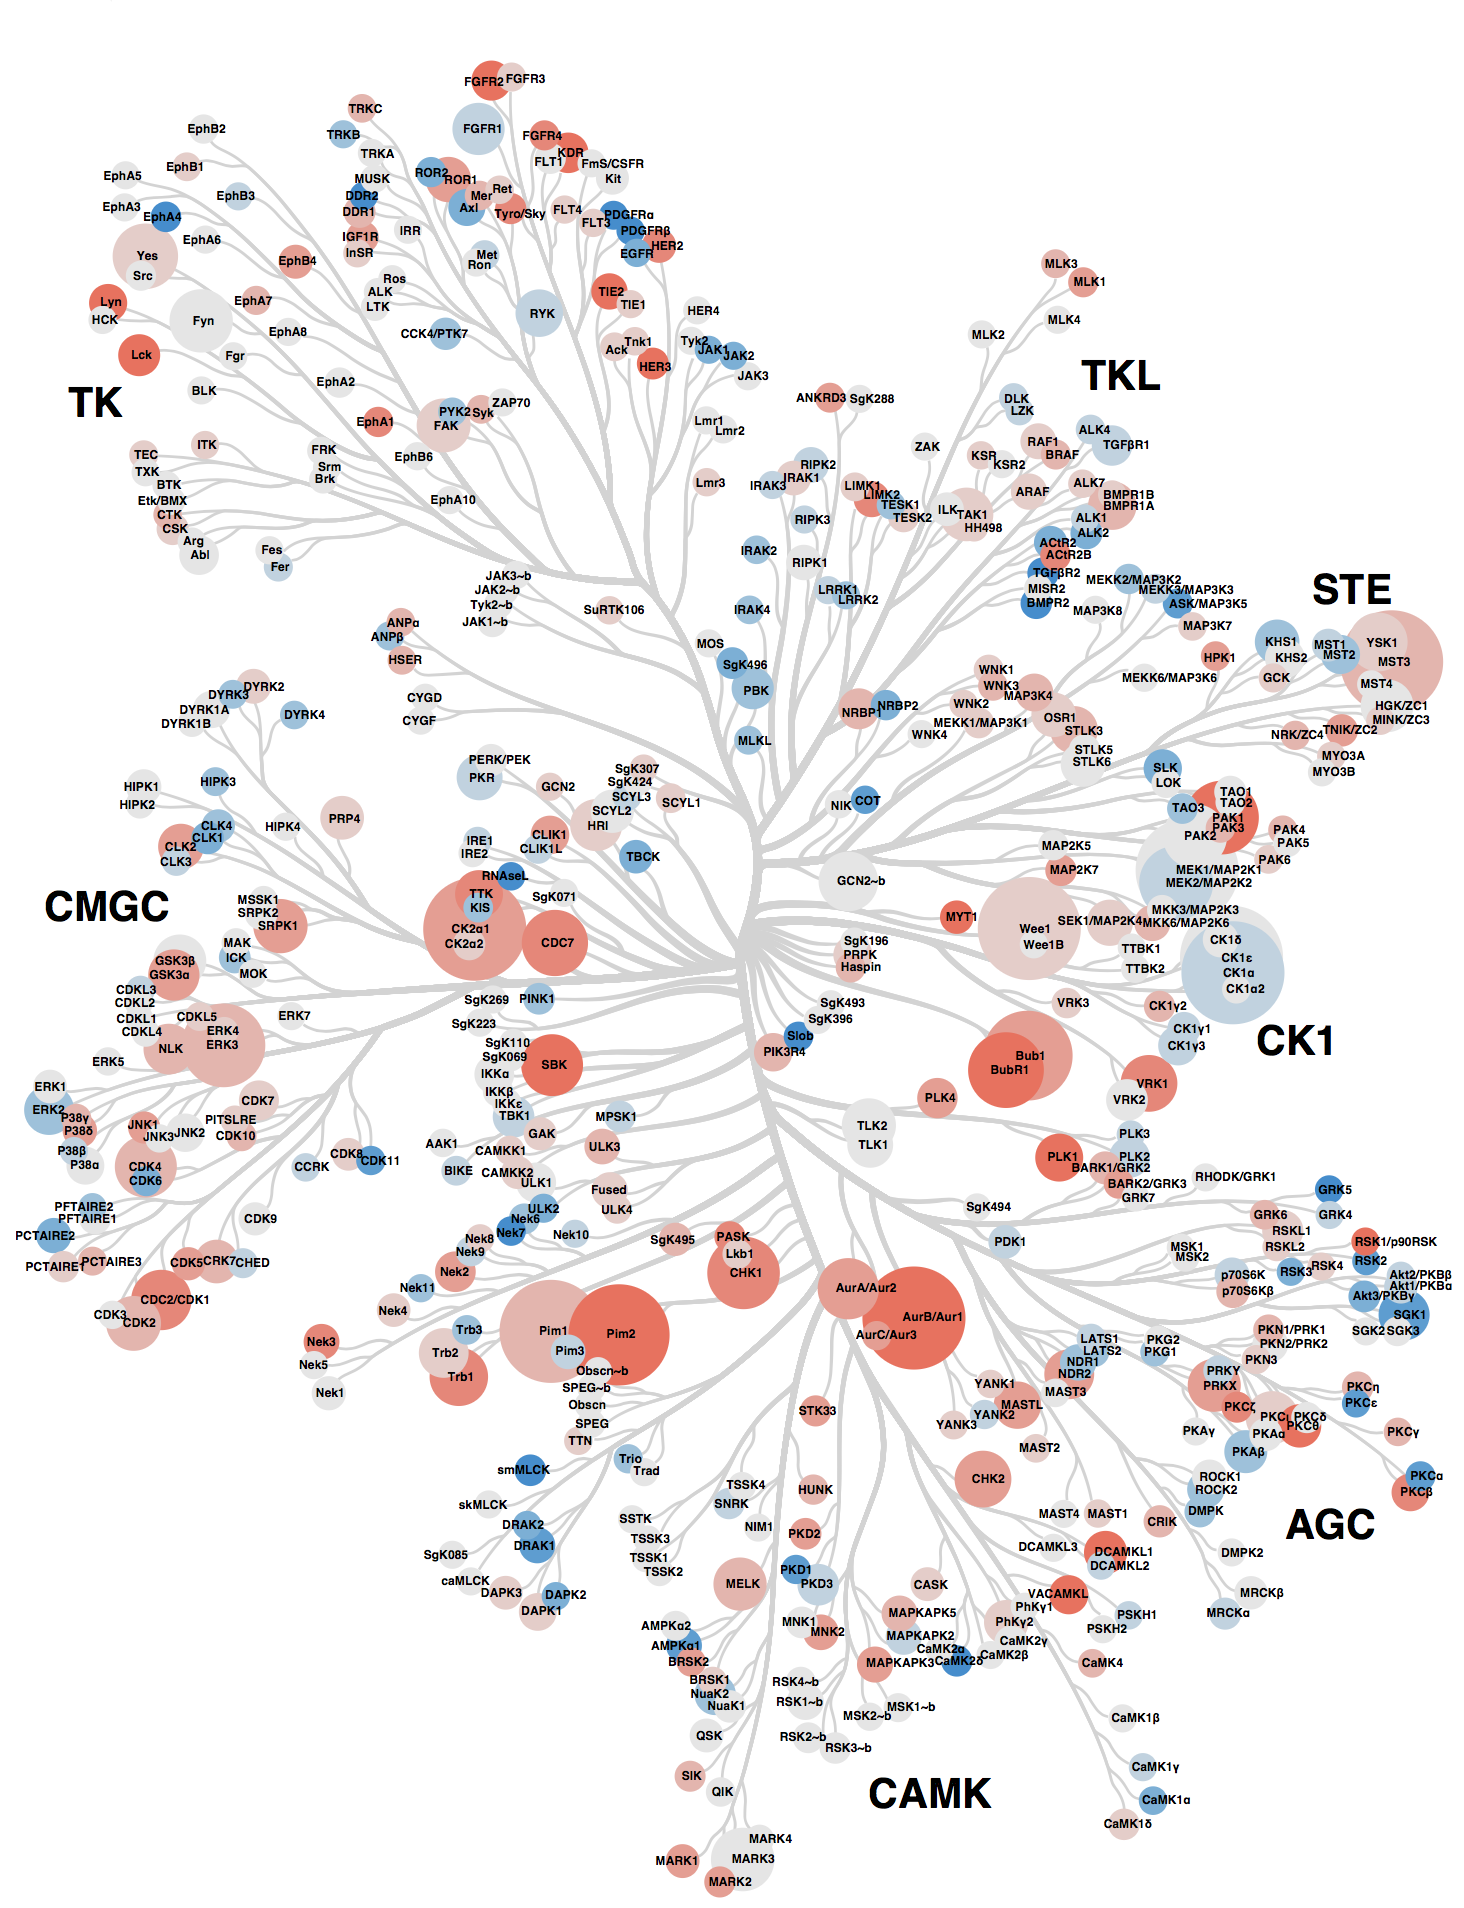 FGFR2
FGFR3
TRKC
FGFR1
TRKB
TRKA
FGFR4
KDR
FLT1
FmS/CSFR
Kit
EphB2
EphB1
EphA5
EphB3
EphA3
EphA4
EphA6
MUSK
DDR2
DDR1
ROR2
ROR1
Mer
Ret
Axl
Tyro/Sky
FLT4
FLT3
PDGFRα
PDGFRβ
HER2
EGFR
IGF1R
InSR
IRR
Met
Ron
Yes
Src
EphB4
Ros
ALK
LTK
TIE2
TIE1
HER4
Lyn
HCK
EphA7
Fyn
EphA8
CCK4/PTK7
RYK
Lck
Fgr
Ack
Tnk1
HER3
Tyk2
JAK1
JAK2
JAK3
TK
BLK
EphA2
EphA1
PYK2
FAK
Syk
ZAP70
Lmr1
Lmr2
Lmr3
ITK
TEC
TXK
BTK
Etk/BMX
CTK
CSK
Arg
Abl
FRK
Srm
Brk
EphB6
EphA10
Fes
Fer
JAK3~b
JAK2~b
Tyk2~b
JAK1~b
SuRTK106
ANPα
ANPβ
HSER
CYGD
CYGF
MLK3
MLK1
MLK4
MLK2
TKL
ANKRD3
SgK288
DLK
LZK
ZAK
KSR
KSR2
RAF1
BRAF
ARAF
ALK4
TGFβR1
ALK7
BMPR1B
BMPR1A
ALK1
ALK2
RIPK2
IRAK3
IRAK1
RIPK3
IRAK2
RIPK1
LIMK1
LIMK2
TESK1
TESK2
ILK
TAK1
HH498
ACtR2
ACtR2B
TGFβR2
MISR2
BMPR2
LRRK1
LRRK2
IRAK4
MOS
SgK496
PBK
MLKL
MEKK2/MAP3K2
MEKK3/MAP3K3
ASK/MAP3K5
MAP3K8
MAP3K7
STE
KHS1
KHS2
MST1
MST2
YSK1
MST3
MST4
HPK1
GCK
MEKK6/MAP3K6
HGK/ZC1
MINK/ZC3
TNIK/ZC2
NRK/ZC4
MYO3A
MYO3B
WNK1
WNK3
MAP3K4
WNK2
MEKK1/MAP3K1
WNK4
NRBP1
NRBP2
OSR1
STLK3
STLK5
STLK6
SLK
LOK
NIK
COT
TAO3
TAO1
TAO2
PAK1
PAK3
PAK2
PAK4
PAK5
PAK6
MAP2K5
MAP2K7
MEK1/MAP2K1
MEK2/MAP2K2
GCN2~b
MYT1
Wee1
Wee1B
SEK1/MAP2K4
MKK3/MAP2K3
MKK6/MAP2K6
TTBK1
TTBK2
CK1δ
CK1ε
CK1α
CK1α2
CK1γ2
CK1γ1
CK1γ3
CK1
VRK3
VRK1
VRK2
SgK196
PRPK
Haspin
SgK493
SgK396
Slob
PIK3R4
Bub1
BubR1
DYRK2
DYRK3
DYRK1A
DYRK1B
DYRK4
HIPK1
HIPK3
HIPK2
HIPK4
PRP4
CLK4
CLK1
CLK2
CLK3
CMGC
PERK/PEK
PKR
GCN2
SgK307
SgK424
SCYL3
SCYL2
SCYL1
HRI
IRE1
IRE2
CLIK1
CLIK1L
TBCK
RNAseL
TTK
KIS
SgK071
CK2α1
CK2α2
CDC7
MSSK1
SRPK2
SRPK1
MAK
ICK
MOK
GSK3β
GSK3α
CDKL3
CDKL2
CDKL1
CDKL5
CDKL4
ERK7
ERK4
ERK3
NLK
ERK5
ERK1
ERK2
P38γ
P38δ
P38β
P38α
JNK1
JNK3
JNK2
CDK7
PITSLRE
CDK10
CDK4
CDK6
CCRK
CDK8
CDK11
PFTAIRE2
PFTAIRE1
PCTAIRE2
PCTAIRE1
PCTAIRE3
CDK9
CDK5
CRK7
CHED
CDC2/CDK1
CDK3
CDK2
SgK269
PINK1
SgK223
SgK110
SgK069
SBK
IKKα
IKKβ
IKKε
TBK1
MPSK1
GAK
AAK1
CAMKK1
BIKE
CAMKK2
ULK3
ULK1
Fused
ULK4
ULK2
Nek6
Nek7
Nek10
Nek8
Nek9
Nek2
Nek11
Nek4
Nek3
Nek5
Nek1
SgK495
PASK
Lkb1
CHK1
Trb3
Trb2
Trb1
Pim1
Pim2
Pim3
Obscn~b
SPEG~b
Obscn
SPEG
TTN
PLK4
TLK2
TLK1
PLK3
PLK2
PLK1
BARK1/GRK2
BARK2/GRK3
GRK7
RHODK/GRK1
GRK5
GRK4
GRK6
SgK494
PDK1
RSKL1
RSKL2
MSK1
MSK2
RSK1/p90RSK
RSK2
RSK3
RSK4
p70S6K
p70S6Kβ
Akt2/PKBβ
Akt1/PKBα
Akt3/PKBγ
SGK1
SGK2
SGK3
AurA/Aur2
AurB/Aur1
AurC/Aur3
LATS1
LATS2
NDR1
NDR2
PKG2
PKG1
PKN1/PRK1
PKN2/PRK2
PKN3
PRKY
PRKX
PKCη
PKCε
PKCζ
PKCι
PKCδ
PKCθ
PKCγ
PKAγ
PKAα
PKAβ
PKCα
PKCβ
YANK1
YANK2
YANK3
MASTL
MAST3
MAST2
ROCK1
ROCK2
DMPK
AGC
STK33
CHK2
MAST4
MAST1
CRIK
DMPK2
MRCKβ
MRCKα
smMLCK
Trio
Trad
skMLCK
DRAK2
DRAK1
SgK085
caMLCK
DAPK3
DAPK2
DAPK1
TSSK4
SNRK
SSTK
NIM1
TSSK3
TSSK1
TSSK2
HUNK
PKD2
PKD1
PKD3
MELK
MNK1
MNK2
DCAMKL3
DCAMKL1
DCAMKL2
CASK
VACAMKL
MAPKAPK5
MAPKAPK2
MAPKAPK3
PhKγ1
PhKγ2
PSKH1
PSKH2
CaMK2α
CaMK2δ
CaMK2γ
CaMK2β
CaMK4
AMPKα2
AMPKα1
BRSK2
BRSK1
NuaK2
NuaK1
RSK4~b
RSK1~b
MSK2~b
MSK1~b
RSK2~b
RSK3~b
QSK
SIK
QIK
CaMK1β
CaMK1γ
CaMK1α
CaMK1δ
CAMK
MARK4
MARK3
MARK1
MARK2